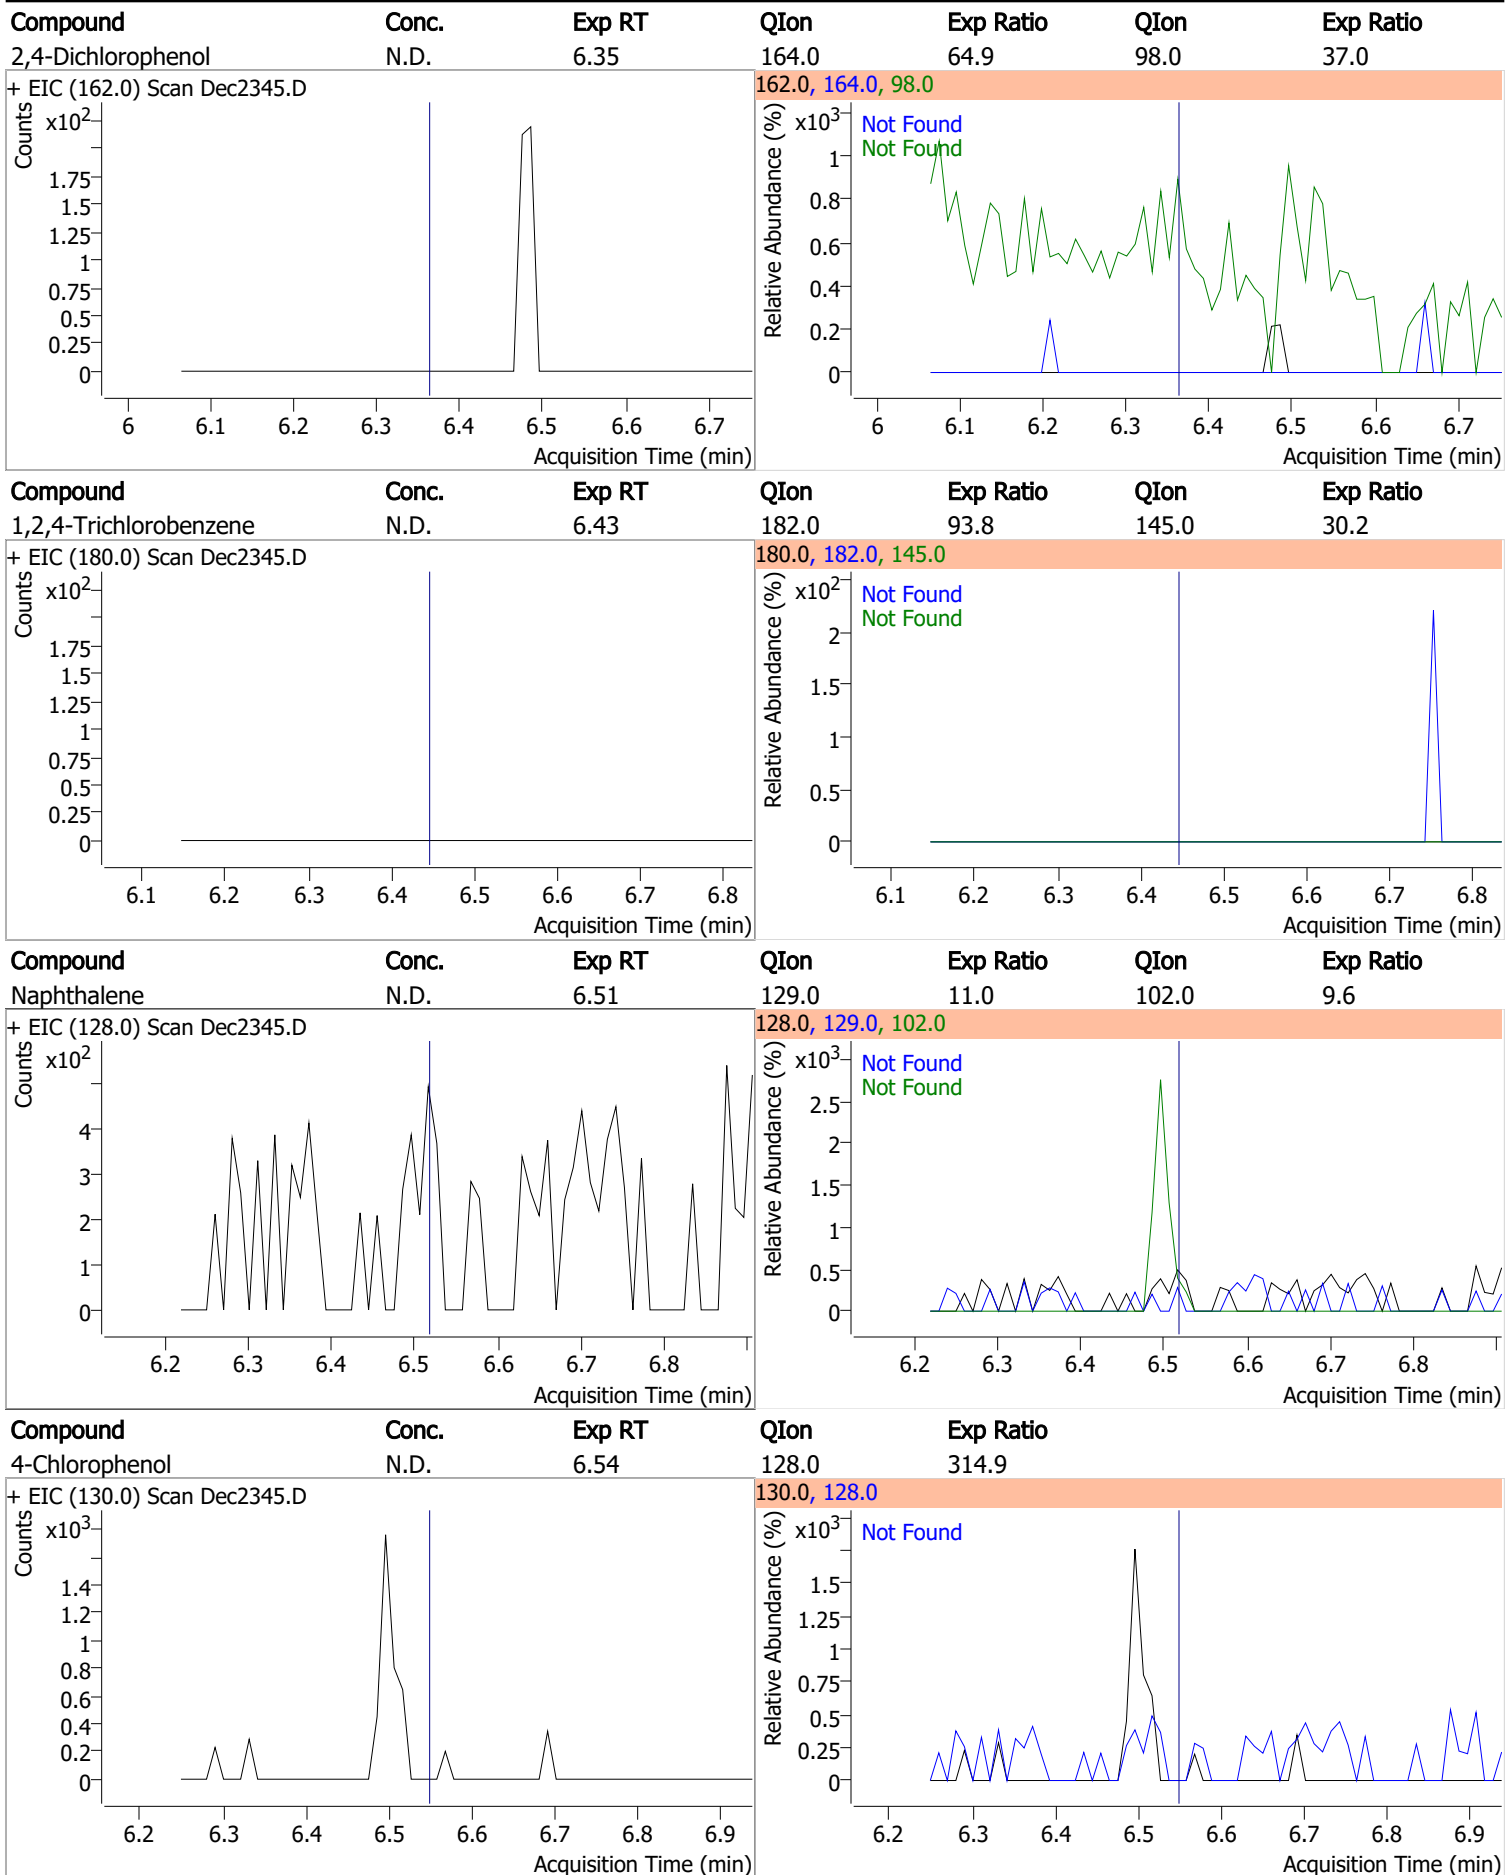 Compound Conc. Exp RT QIon Exp Ratio QIon Exp Ratio
2,4-Dichlorophenol N.D. 6.35 164.0 64.9 98.0 37.0
+ EIC (162.0) Scan Dec2345.D
Counts
x10²
1.75
1.5
1.25
1
0.75
0.5
0.25
0
6 6.1 6.2 6.3 6.4 6.5 6.6 6.7
Acquisition Time (min)
162.0, 164.0, 98.0
Relative Abundance (%)
x10³
Not Found
Not Found
1
0.8
0.6
0.4
0.2
0
6 6.1 6.2 6.3 6.4 6.5 6.6 6.7
Acquisition Time (min)
Compound Conc. Exp RT QIon Exp Ratio QIon Exp Ratio
1,2,4-Trichlorobenzene N.D. 6.43 182.0 93.8 145.0 30.2
+ EIC (180.0) Scan Dec2345.D
Counts
x10²
1.75
1.5
1.25
1
0.75
0.5
0.25
0
6.1 6.2 6.3 6.4 6.5 6.6 6.7 6.8
Acquisition Time (min)
180.0, 182.0, 145.0
Relative Abundance (%)
x10²
Not Found
Not Found
2
1.5
1
0.5
0
6.1 6.2 6.3 6.4 6.5 6.6 6.7 6.8
Acquisition Time (min)
Compound Conc. Exp RT QIon Exp Ratio QIon Exp Ratio
Naphthalene N.D. 6.51 129.0 11.0 102.0 9.6
+ EIC (128.0) Scan Dec2345.D
Counts
x10²
4
3
2
1
0
6.2 6.3 6.4 6.5 6.6 6.7 6.8
Acquisition Time (min)
128.0, 129.0, 102.0
Relative Abundance (%)
x10³
Not Found
Not Found
2.5
2
1.5
1
0.5
0
6.2 6.3 6.4 6.5 6.6 6.7 6.8
Acquisition Time (min)
Compound Conc. Exp RT QIon Exp Ratio
4-Chlorophenol N.D. 6.54 128.0 314.9
+ EIC (130.0) Scan Dec2345.D
Counts
x10³
1.4
1.2
1
0.8
0.6
0.4
0.2
0
6.2 6.3 6.4 6.5 6.6 6.7 6.8 6.9
Acquisition Time (min)
130.0, 128.0
Relative Abundance (%)
x10³
Not Found
1.5
1.25
1
0.75
0.5
0.25
0
6.2 6.3 6.4 6.5 6.6 6.7 6.8 6.9
Acquisition Time (min)